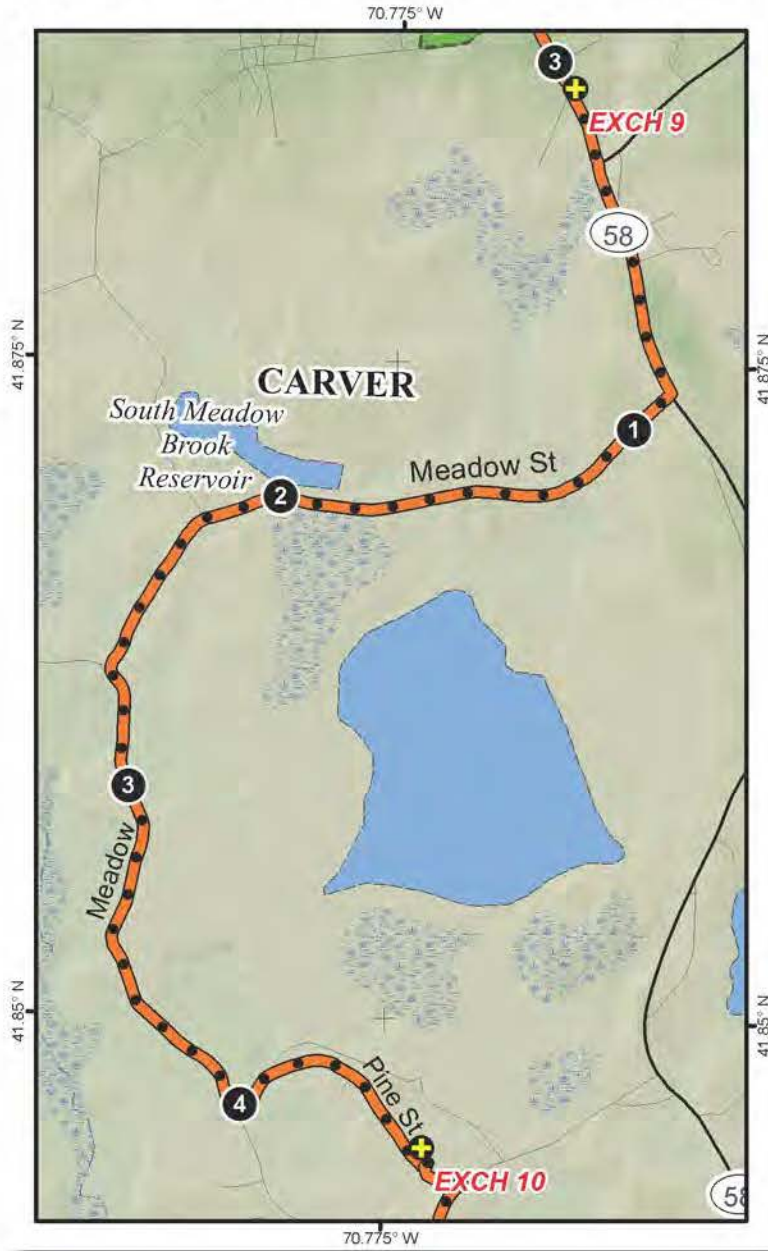 70.775° W
3
EXCH 9
58
41.875° N
41.875° N
CARVER
South Meadow
Brook
Reservoir
1
Meadow St
2
3
Meadow
41.85° N
41.85° N
Pine St
4
EXCH 10
58
70.775° W